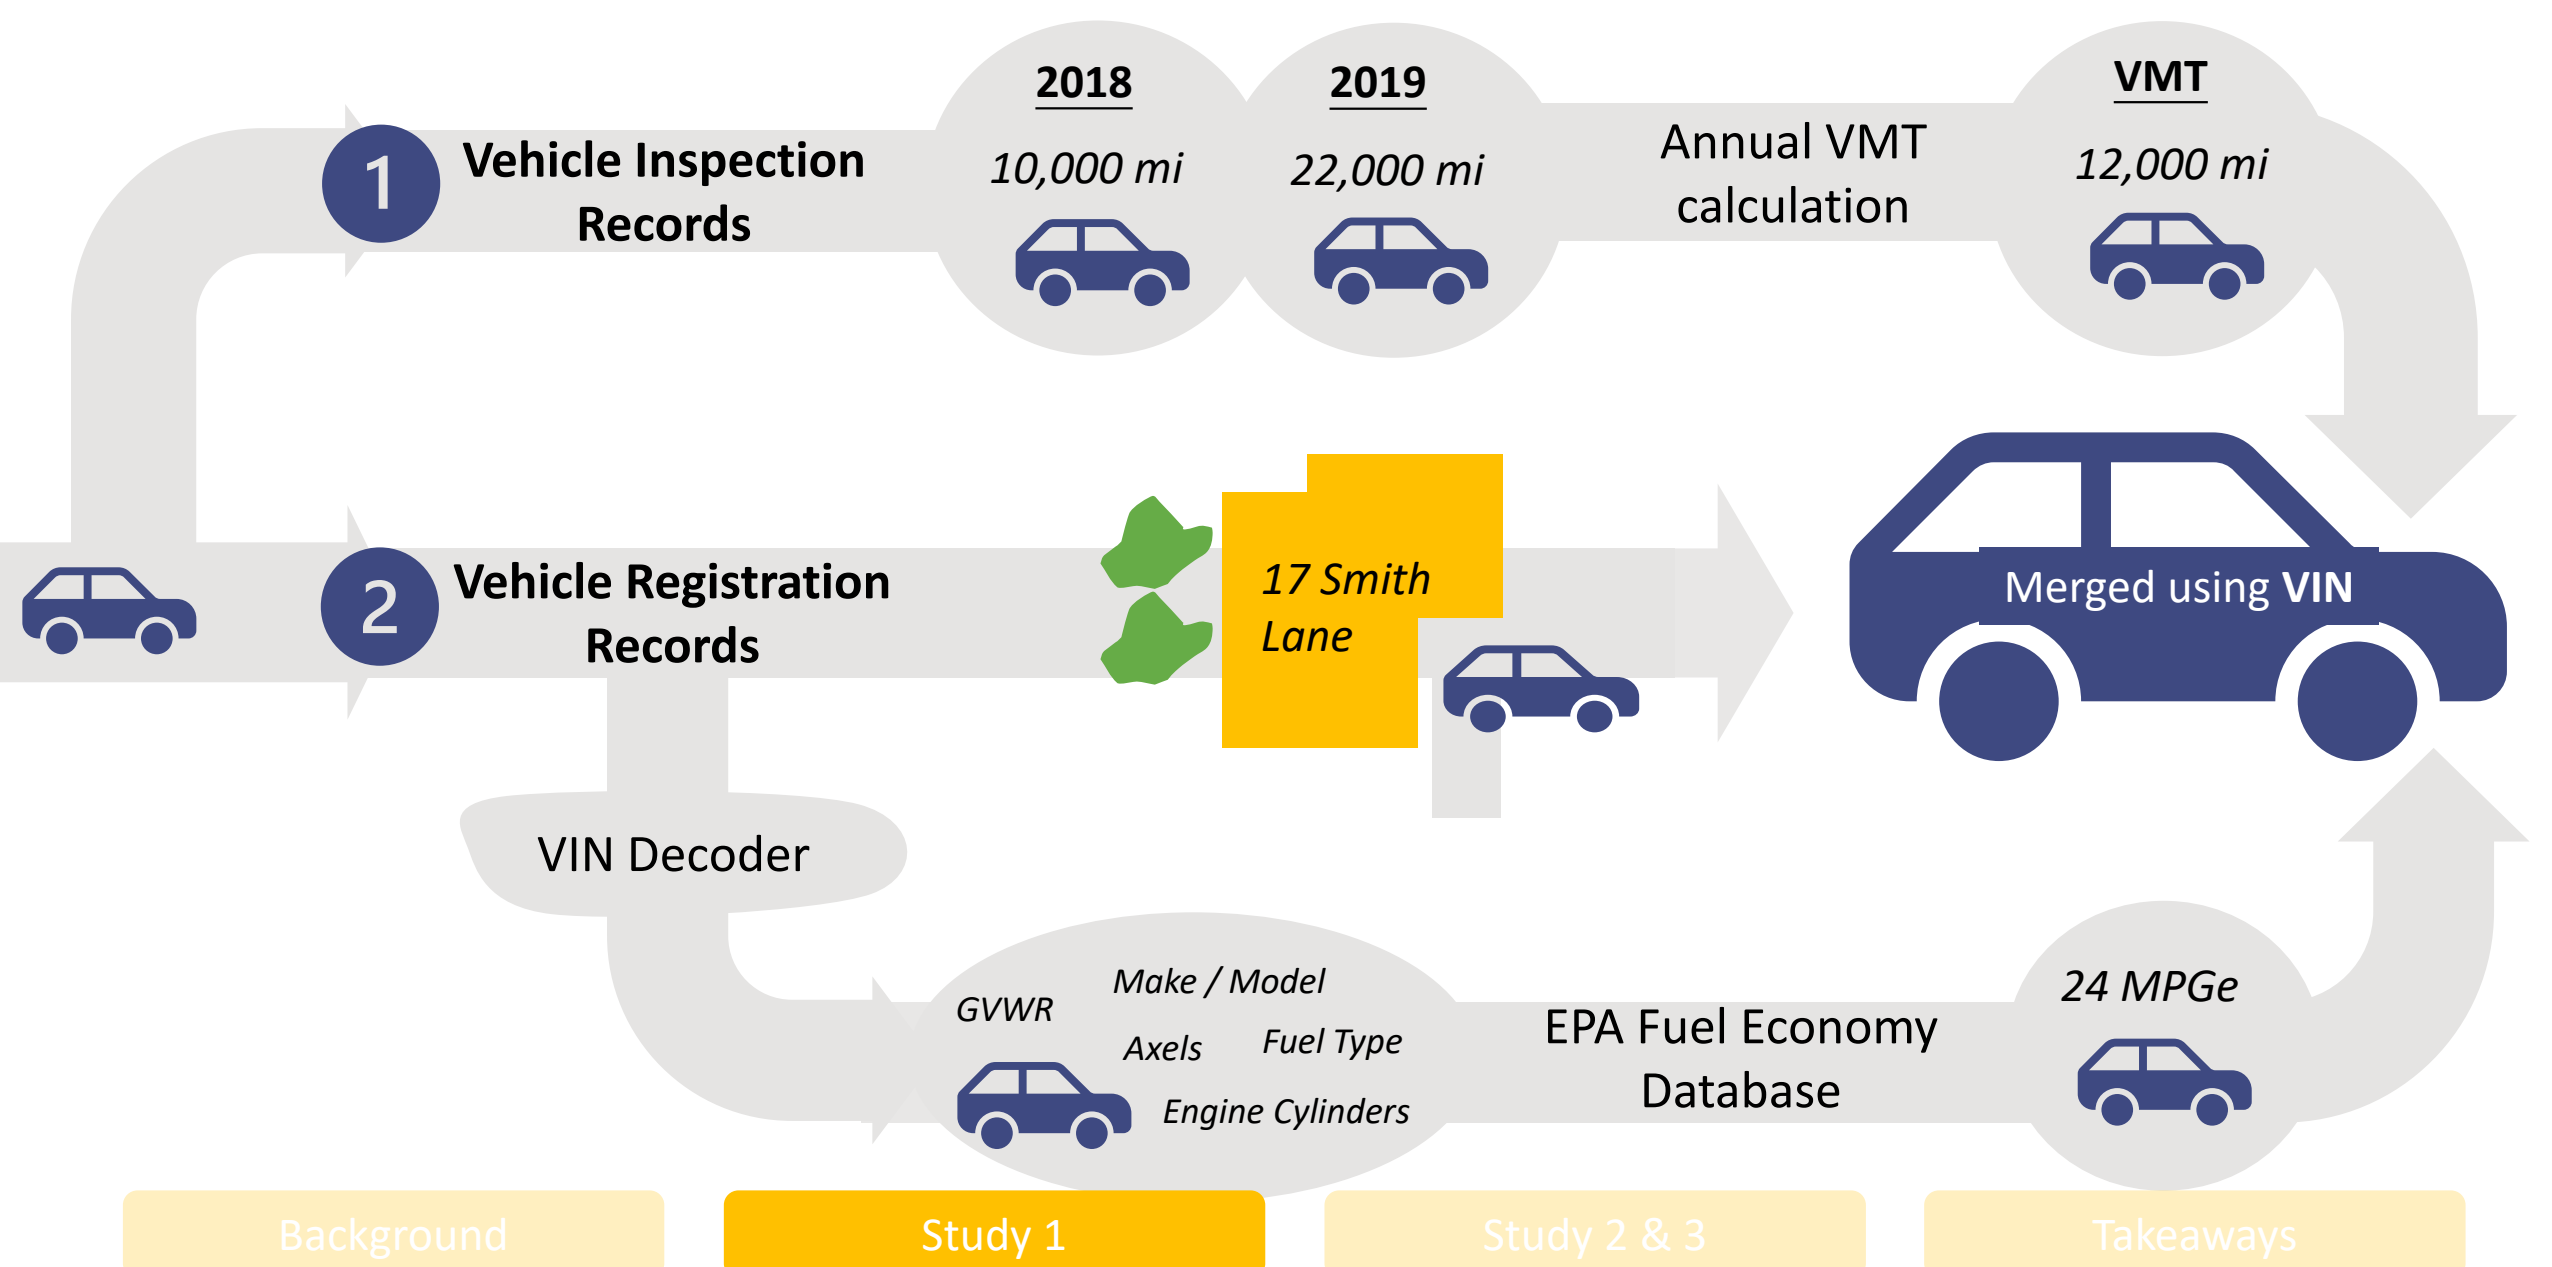 2018
2019
VMT
1
Vehicle Inspection
Records
10,000 mi
22,000 mi
Annual VMT
calculation
12,000 mi
2
Vehicle Registration
Records
17 Smith
Lane
Merged using VIN
VIN Decoder
GVWR
Make / Model
Axels
Fuel Type
Engine Cylinders
EPA Fuel Economy
Database
24 MPGe
Background
Study 1
Study 2 & 3
Takeaways